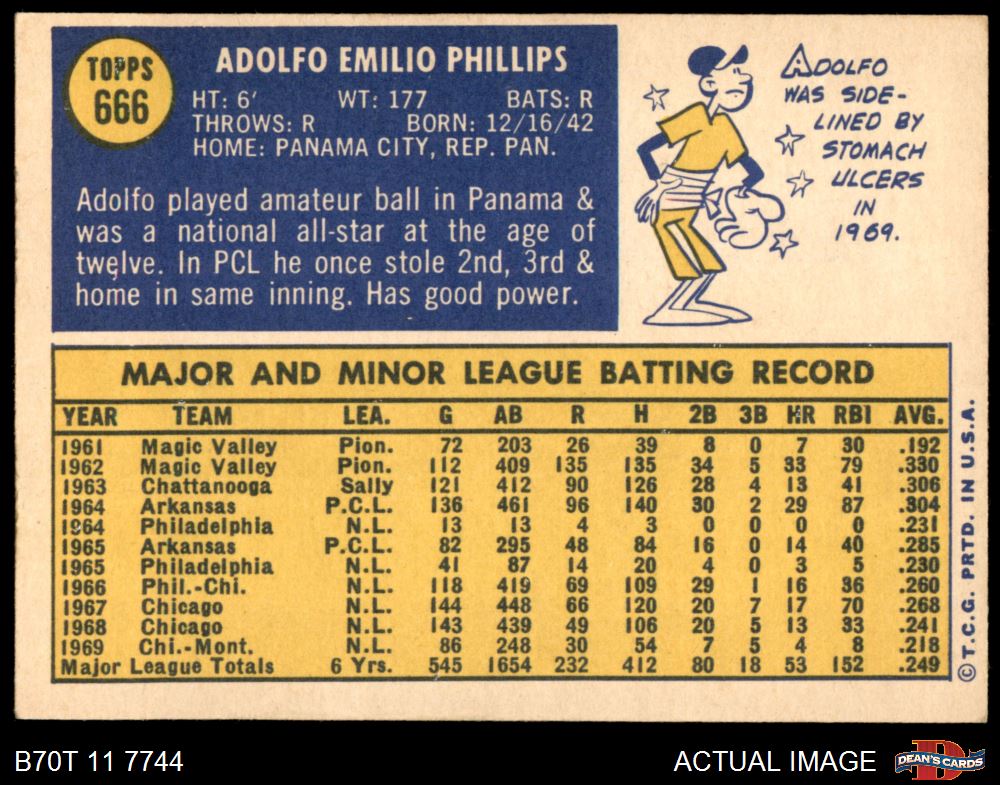 TOPPS
666
ADOLFO EMILIO PHILLIPS
HT: 6' WT: 177 BATS: R
THROWS: R BORN: 12/16/42
HOME: PANAMA CITY, REP. PAN.
Adolfo played amateur ball in Panama &
was a national all-star at the age of
twelve. In PCL he once stole 2nd, 3rd &
home in same inning. Has good power.
ADOLFO
WAS SIDE-
LINED BY
STOMACH
ULCERS
IN
1969.
MAJOR AND MINOR LEAGUE BATTING RECORD
YEAR TEAM LEA. G AB R H 2B 3B HR RBI AVG.
1961 Magic Valley Pion. 72 203 26 39 8 0 7 30 .192
1962 Magic Valley Pion. 112 409 135 135 34 5 33 79 .330
1963 Chattanooga Sally 121 412 90 126 28 4 13 41 .306
1964 Arkansas P.C.L. 136 461 96 140 30 2 29 87 .304
1964 Philadelphia N.L. 13 13 4 3 0 0 0 0 .231
1965 Arkansas P.C.L. 82 295 48 84 16 0 14 40 .285
1965 Philadelphia N.L. 41 87 14 20 4 0 3 5 .230
1966 Phil.-Chi. N.L. 118 419 69 109 29 1 16 36 .260
1967 Chicago N.L. 144 448 66 120 20 7 17 70 .268
1968 Chicago N.L. 143 439 49 106 20 5 13 33 .241
1969 Chi.-Mont. N.L. 86 248 30 54 7 5 4 8 .218
Major League Totals 6 Yrs. 545 1654 232 412 80 18 53 152 .249
© T.C.G. PRTD. IN U.S.A.
B70T 11 7744
ACTUAL IMAGE
D
DEAN'S CARDS